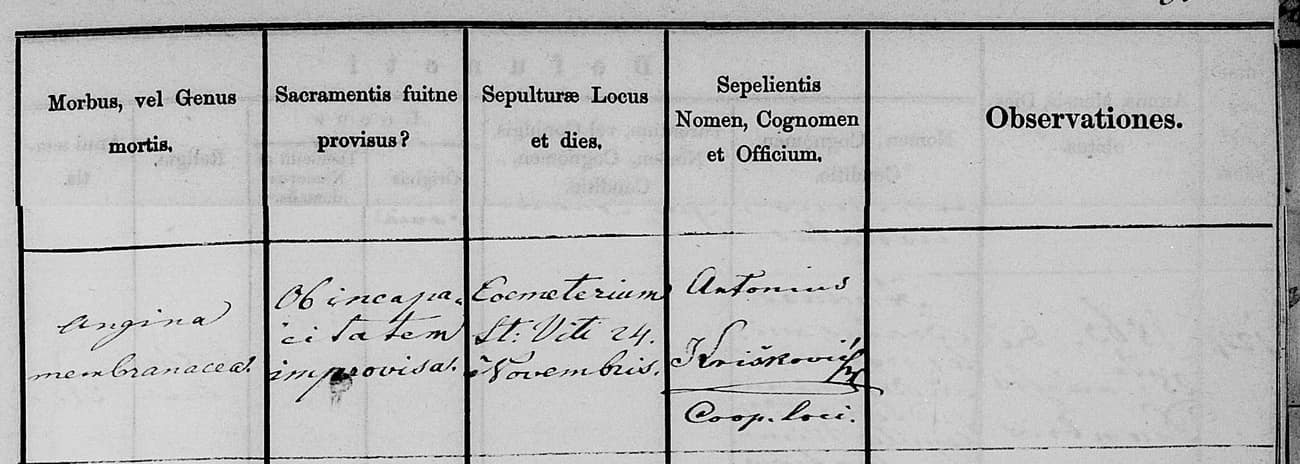 Morbus, vel Genus
mortis.
Sacramentis fuitne
provisus?
Sepulturæ Locus
et dies.
Sepelientis
Nomen, Cognomen
et Officium.
Observationes.
Angina
membranacea.
Ob incapa-
citatem
improvisa.
Coemeterium
St: Viti 24.
Novembris.
Antonius
Krišković
Coop. loci.